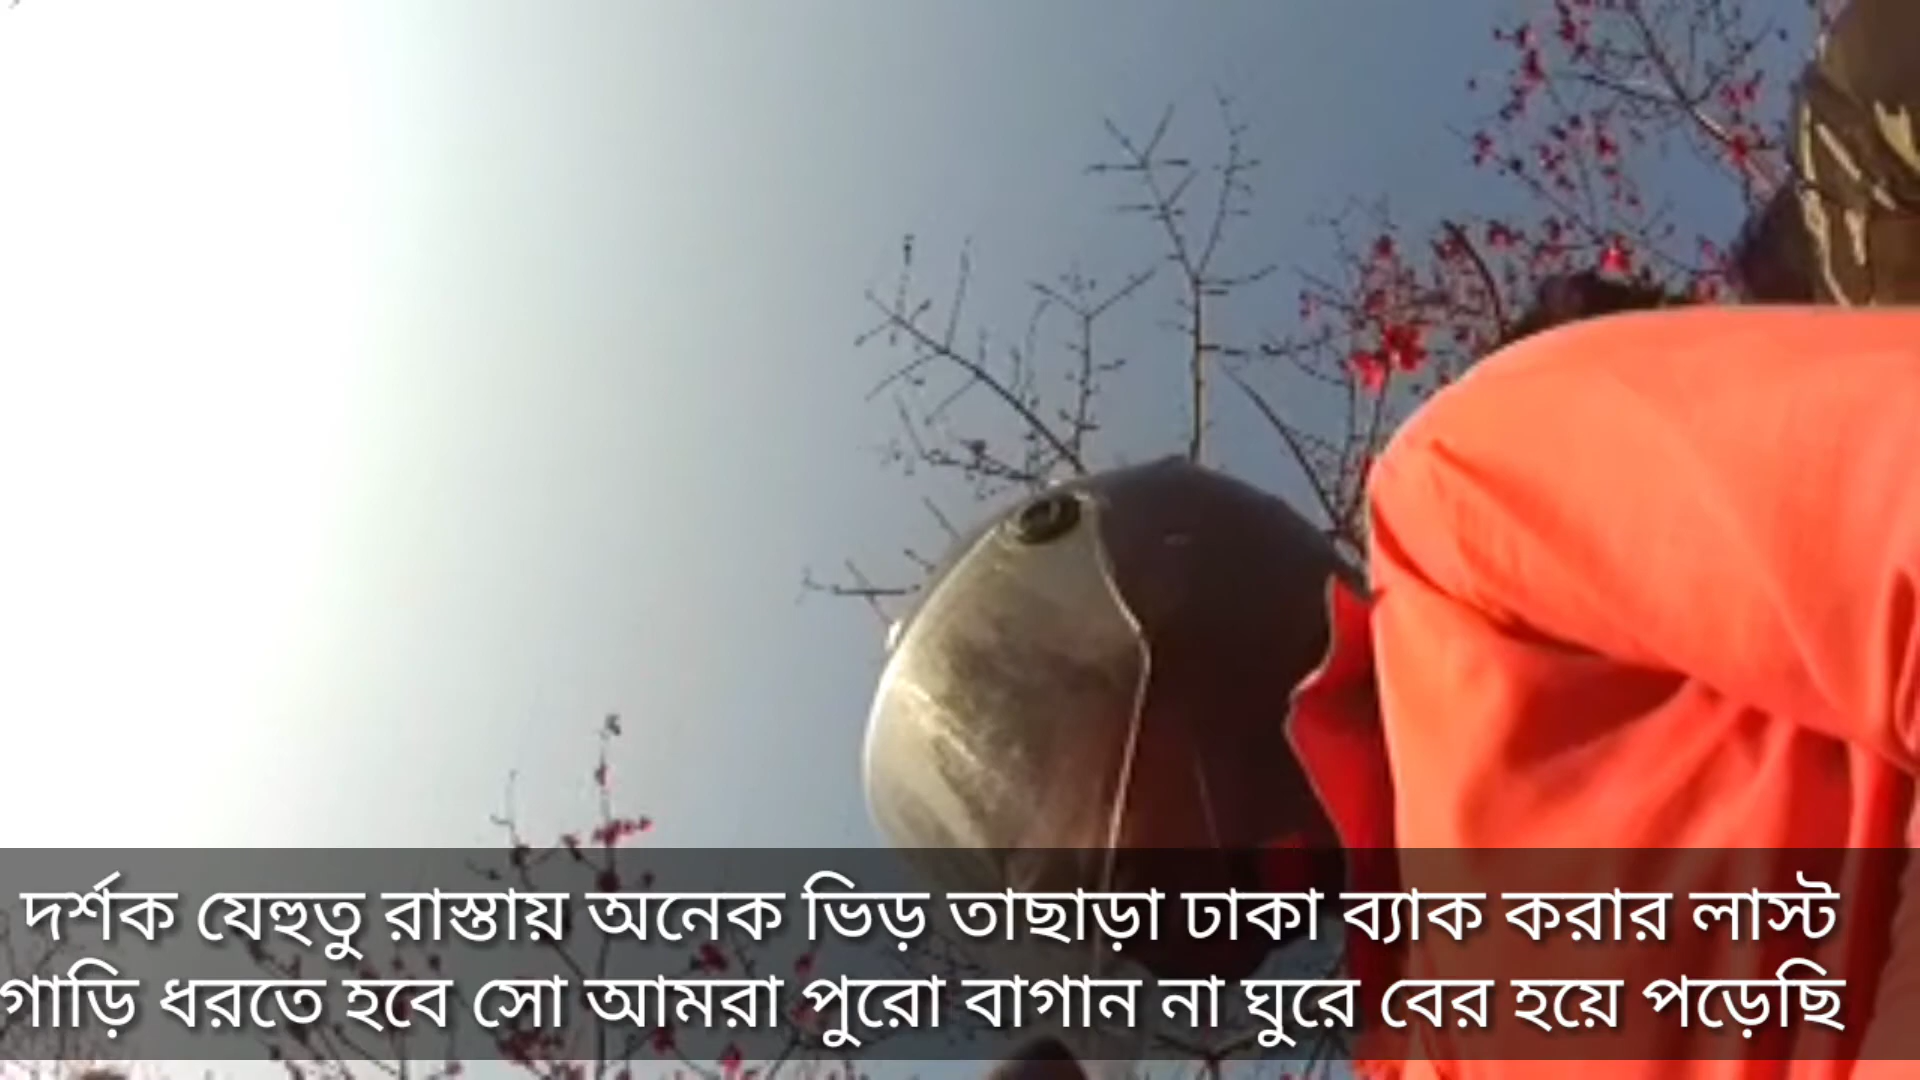 দর্শক যেহুতু রাস্তায় অনেক ভিড় তাছাড়া ঢাকা ব্যাক করার লাস্ট
গাড়ি ধরতে হবে সো আমরা পুরো বাগান না ঘুরে বের হয়ে পড়েছি